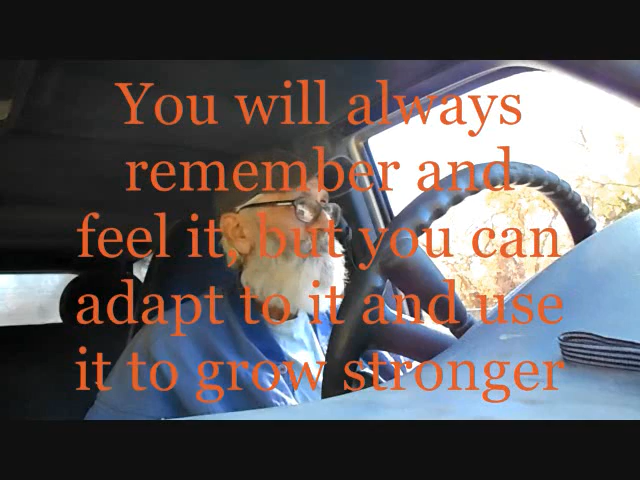 You will always
remember and
feel it, but you can
adapt to it and use
it to grow stronger